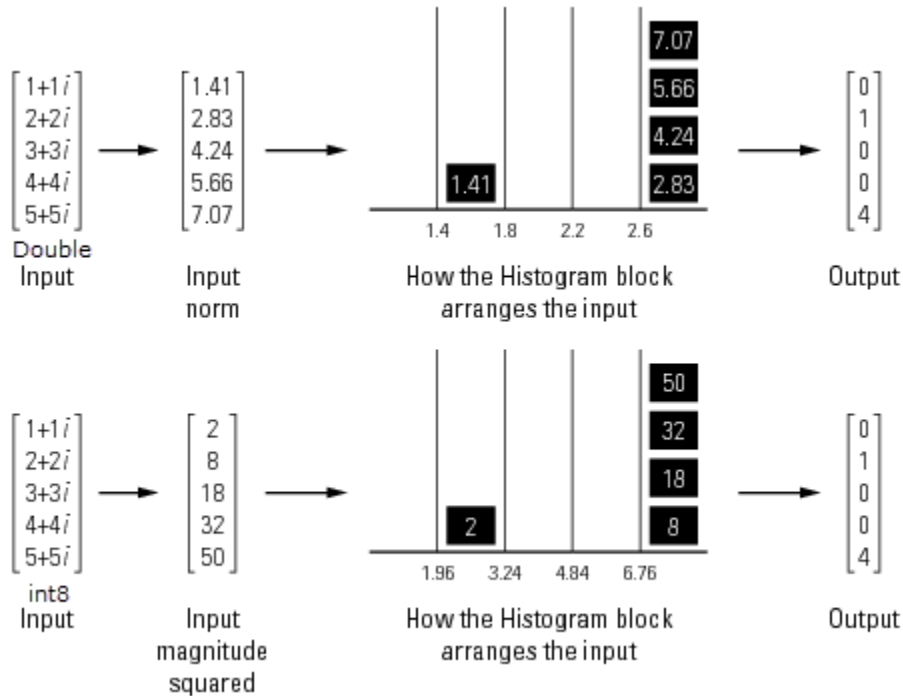 1+1i
2+2i
3+3i
4+4i
5+5i
Double
Input
1.41
2.83
4.24
5.66
7.07
Input
norm
7.07
5.66
4.24
1.41 2.83
1.4 1.8 2.2 2.6
How the Histogram block
arranges the input
0
1
0
0
4
Output
1+1i
2+2i
3+3i
4+4i
5+5i
int8
Input
2
8
18
32
50
Input
magnitude
squared
50
32
18
2 8
1.96 3.24 4.84 6.76
How the Histogram block
arranges the input
0
1
0
0
4
Output